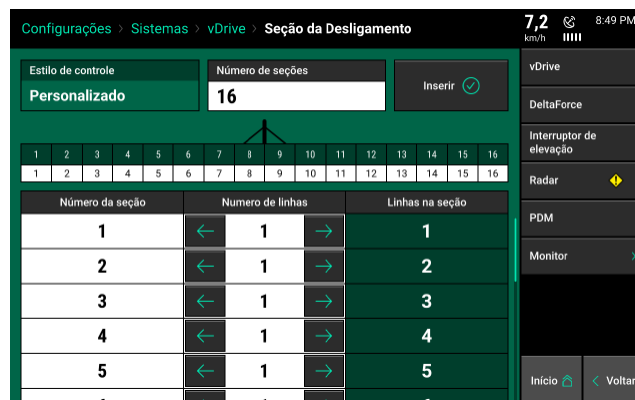 Configurações > Sistemas > vDrive > Seção da Desligamento
7,2
km/h
8:49 PM
Estilo de controle
Personalizado
Número de seções
16
Inserir
vDrive
DeltaForce
Interruptor de
elevação
Radar
PDM
Monitor
1 2 3 4 5 6 7 8 9 10 11 12 13 14 15 16
1 2 3 4 5 6 7 8 9 10 11 12 13 14 15 16
Número da seção Numero de linhas Linhas na seção
1 1 1
2 1 2
3 1 3
4 1 4
5 1 5
Início
Voltar